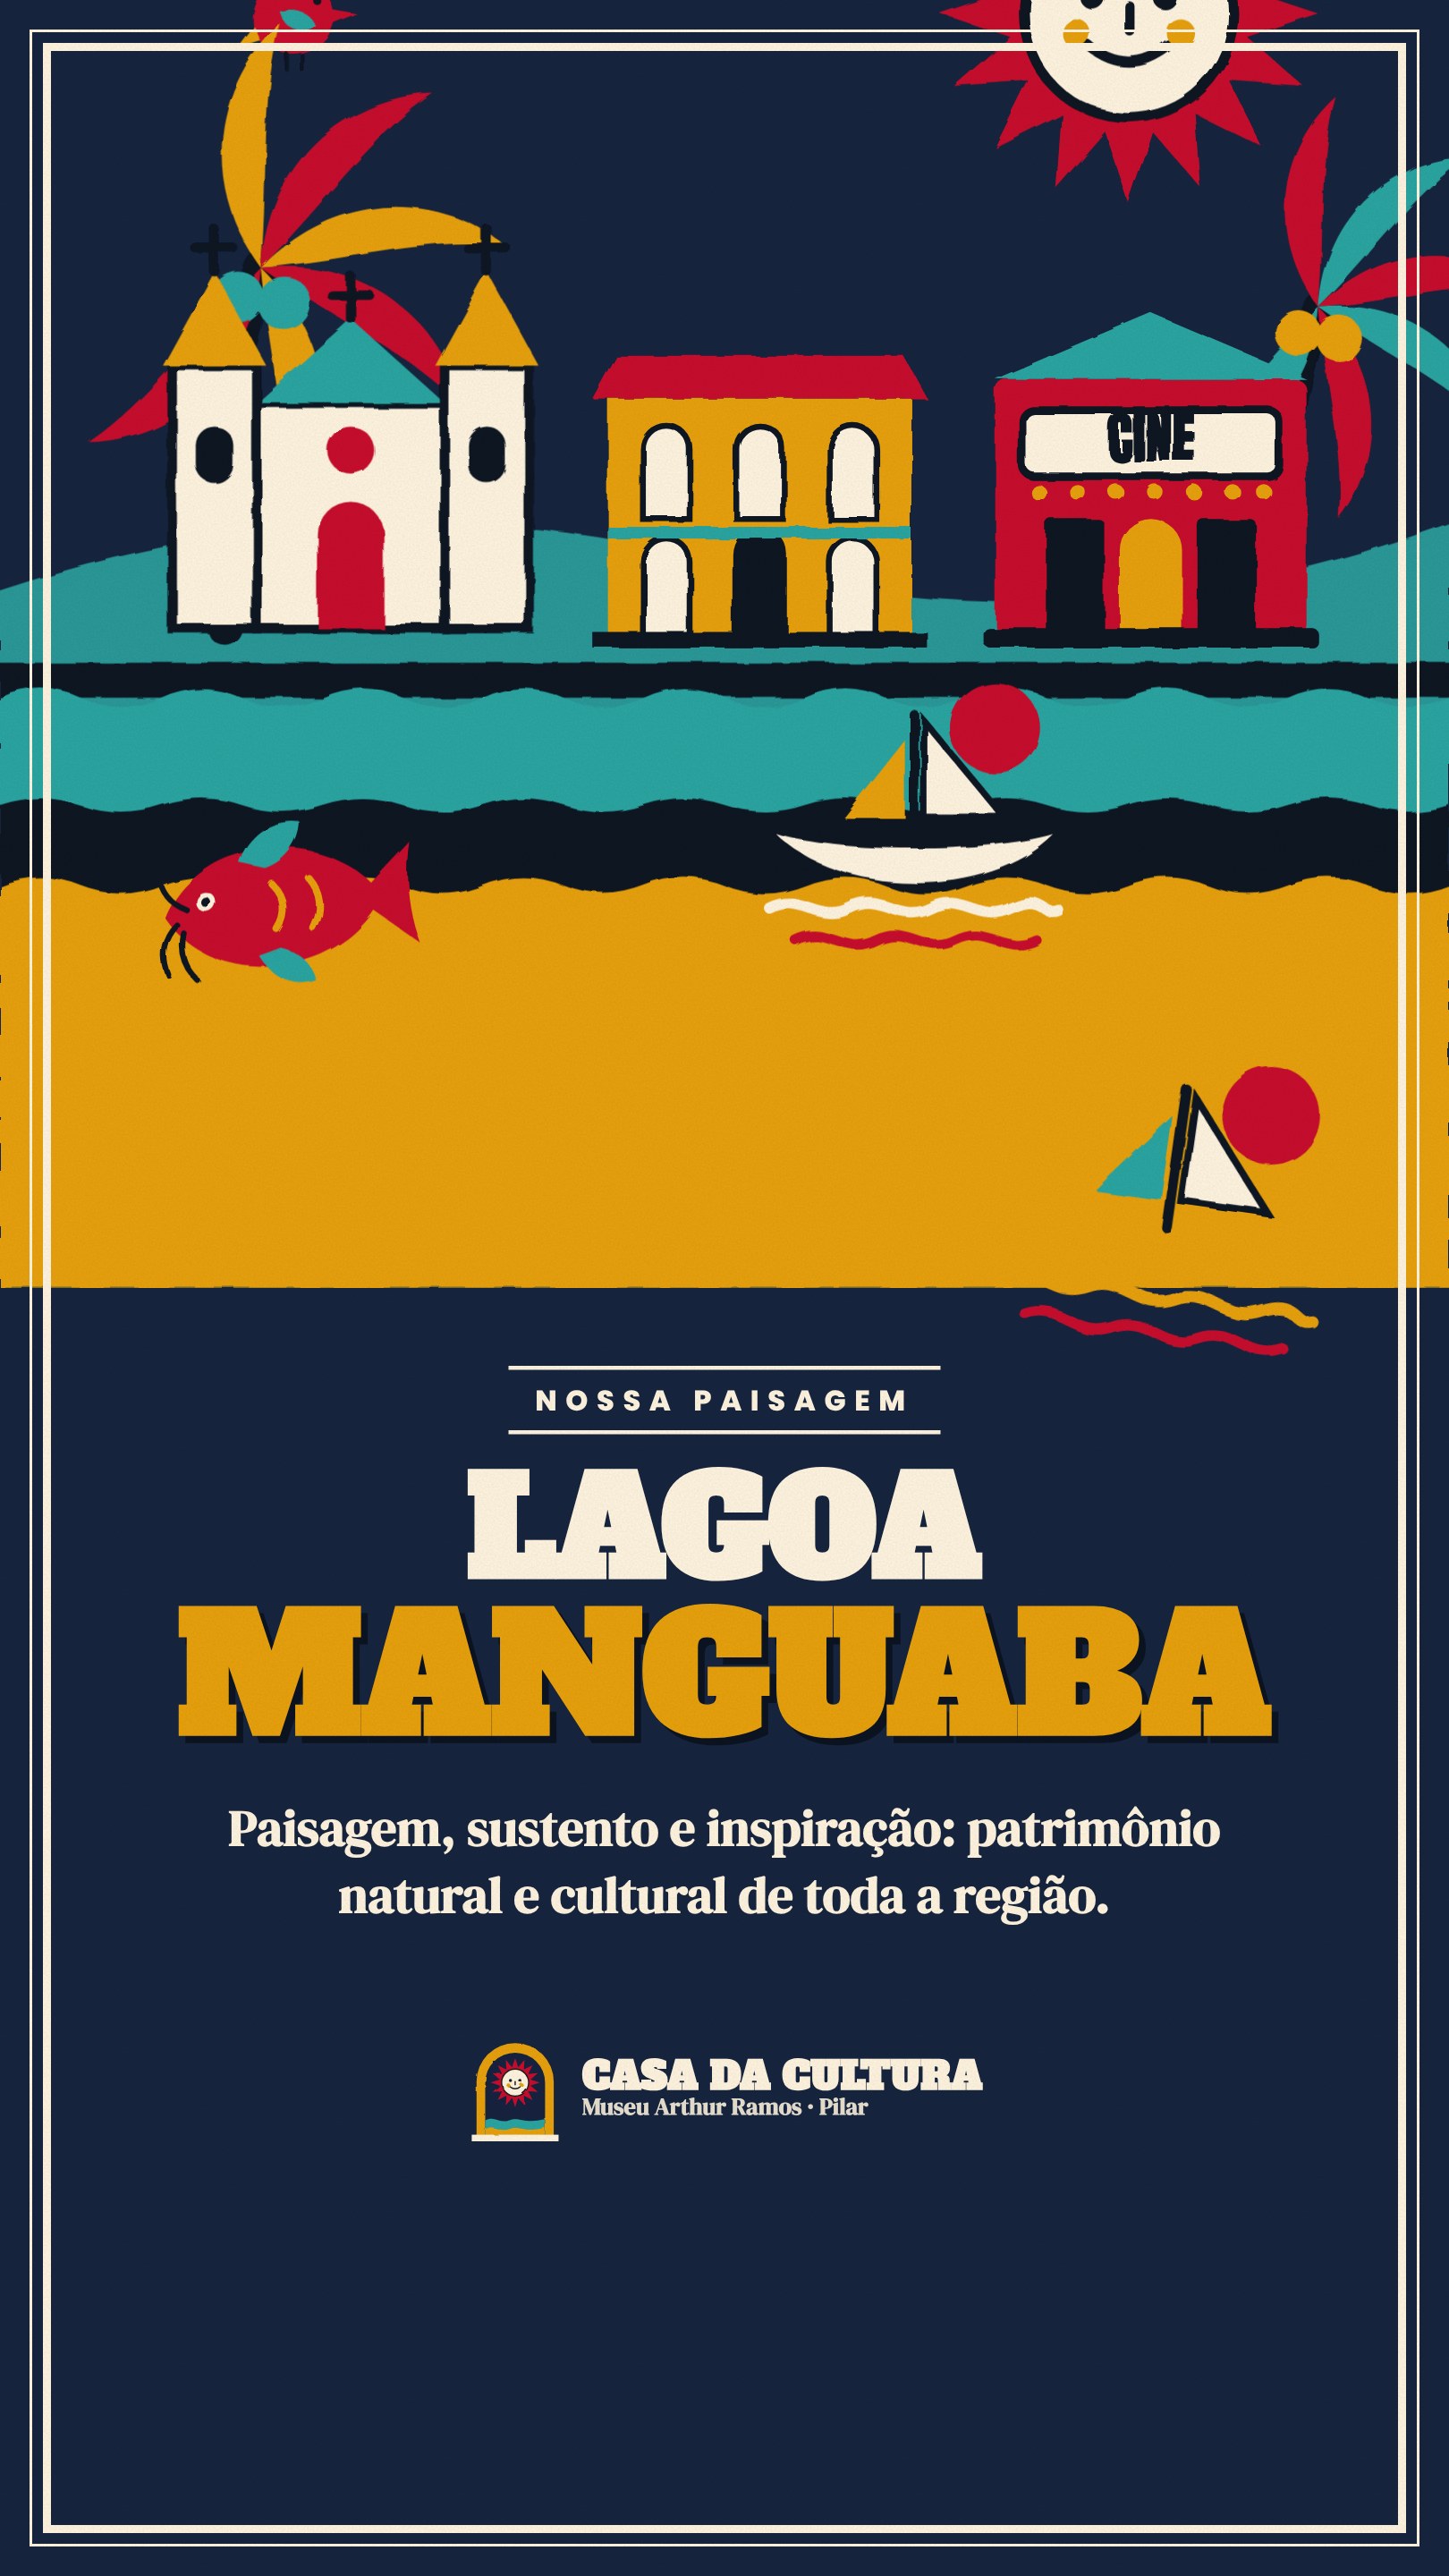 CINE
NOSSA PAISAGEM
LAGOA
MANGUABA
Paisagem, sustento e inspiração: patrimônio
natural e cultural de toda a região.
CASA DA CULTURA
Museu Arthur Ramos • Pilar